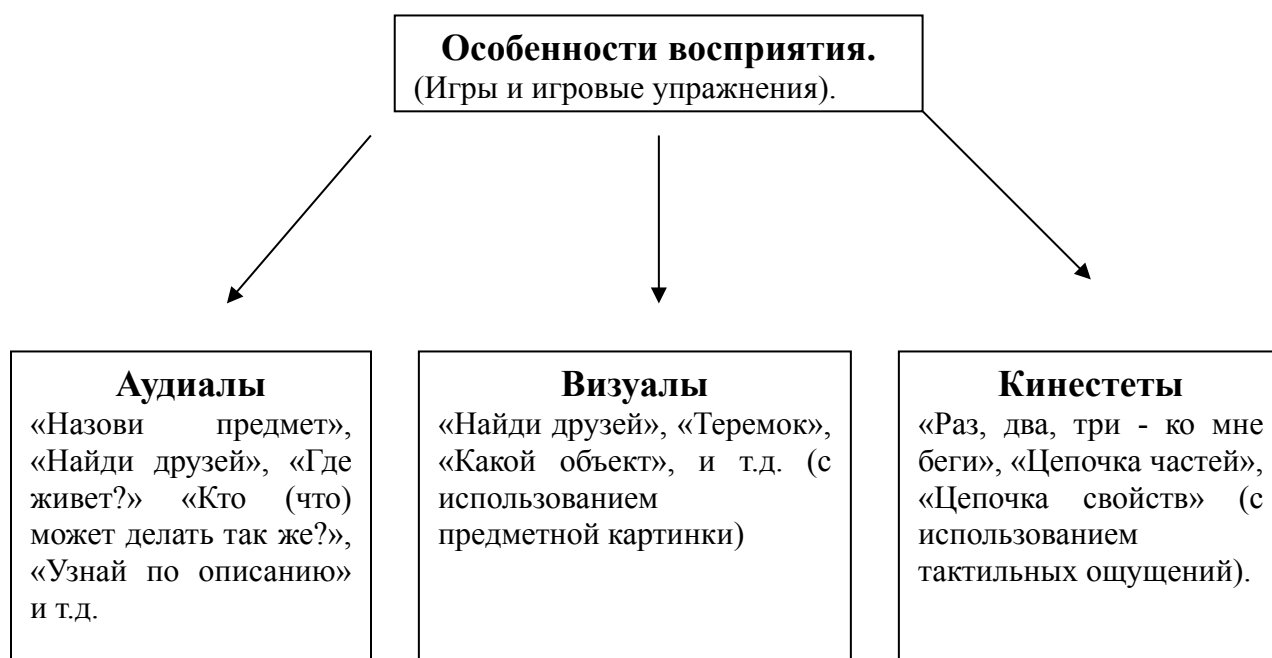 Особенности восприятия.
(Игры и игровые упражнения).
Аудиалы
«Назови предмет»,
«Найди друзей», «Где
живет?» «Кто (что)
может делать так же?»,
«Узнай по описанию»
и т.д.
Визуалы
«Найди друзей», «Теремок»,
«Какой объект», и т.д. (с
использованием
предметной картинки)
Кинестеты
«Раз, два, три - ко мне
беги», «Цепочка частей»,
«Цепочка свойств» (с
использованием
тактильных ощущений).